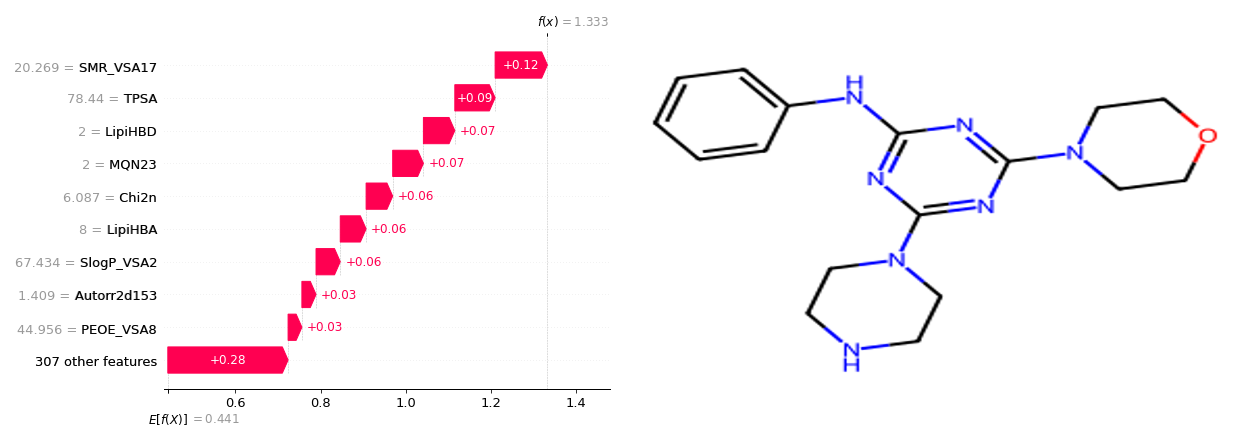 f(x) = 1.333
20.269 = SMR_VSA17 +0.12
78.44 = TPSA +0.09
2 = LipiHBD +0.07
2 = MQN23 +0.07
6.087 = Chi2n +0.06
8 = LipiHBA +0.06
67.434 = SlogP_VSA2 +0.06
1.409 = Autorr2d153 +0.03
44.956 = PEOE_VSA8 +0.03
307 other features +0.28
0.6 0.8 1.0 1.2 1.4
E[f(X)] = 0.441
H
N
N
N
N
O
N
N
N
N
H